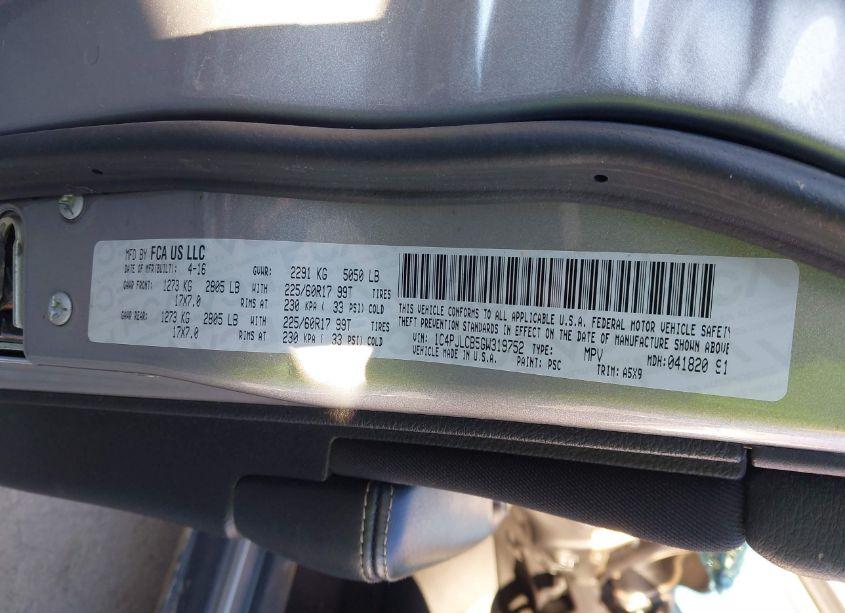 MFD BY FCA US LLC
DATE OF MFR(BUILT): 4-16 GVWR: 2291 KG 5050 LB
GAWR FRONT: 1273 KG 2805 LB WITH 225/60R17 99T TIRES
17X7.0 RIMS AT 230 KPA ( 33 PSI) COLD
GAWR REAR: 1273 KG 2805 LB WITH 225/60R17 99T TIRES
17X7.0 RIMS AT 230 KPA ( 33 PSI) COLD
THIS VEHICLE CONFORMS TO ALL APPLICABLE U.S.A. FEDERAL MOTOR VEHICLE SAFETY
THEFT PREVENTION STANDARDS IN EFFECT ON THE DATE OF MANUFACTURE SHOWN ABOVE
VIN: 1C4PJLCB5GW319752 TYPE: MPV MDH:041820
VEHICLE MADE IN U.S.A. PAINT: PSC TRIM: A5X9